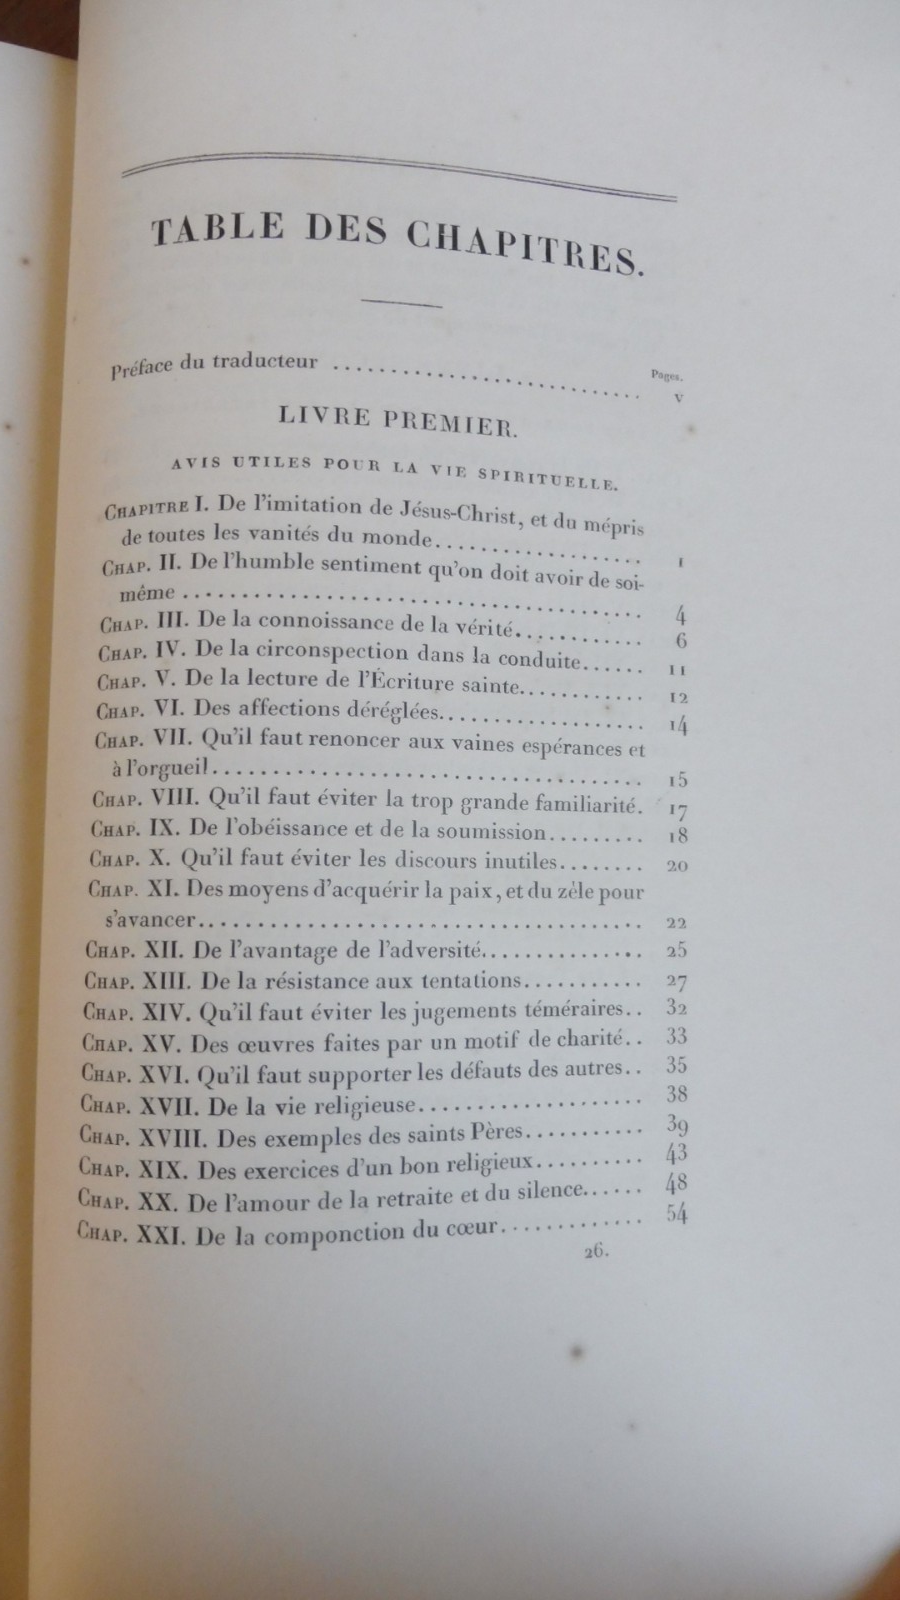 TABLE DES CHAPITRES.
Pages.
Préface du traducteur ............................ v
LIVRE PREMIER.
AVIS UTILES POUR LA VIE SPIRITUELLE.
CHAPITRE I. De l'imitation de Jésus-Christ, et du mépris
de toutes les vanités du monde................... 1
CHAP. II. De l'humble sentiment qu'on doit avoir de soi-
même ........................................ 4
CHAP. III. De la connoissance de la vérité............ 6
CHAP. IV. De la circonspection dans la conduite...... 11
CHAP. V. De la lecture de l'Écriture sainte........... 12
CHAP. VI. Des affections déréglées................... 14
CHAP. VII. Qu'il faut renoncer aux vaines espérances et
à l'orgueil..................................... 15
CHAP. VIII. Qu'il faut éviter la trop grande familiarité. 17
CHAP. IX. De l'obéissance et de la soumission......... 18
CHAP. X. Qu'il faut éviter les discours inutiles........ 20
CHAP. XI. Des moyens d'acquérir la paix, et du zèle pour
s'avancer...................................... 22
CHAP. XII. De l'avantage de l'adversité............... 25
CHAP. XIII. De la résistance aux tentations........... 27
CHAP. XIV. Qu'il faut éviter les jugements téméraires.. 32
CHAP. XV. Des œuvres faites par un motif de charité.. 33
CHAP. XVI. Qu'il faut supporter les défauts des autres.. 35
CHAP. XVII. De la vie religieuse.................... 38
CHAP. XVIII. Des exemples des saints Pères........... 39
CHAP. XIX. Des exercices d'un bon religieux.......... 43
CHAP. XX. De l'amour de la retraite et du silence...... 48
CHAP. XXI. De la componction du cœur............. 54
26.